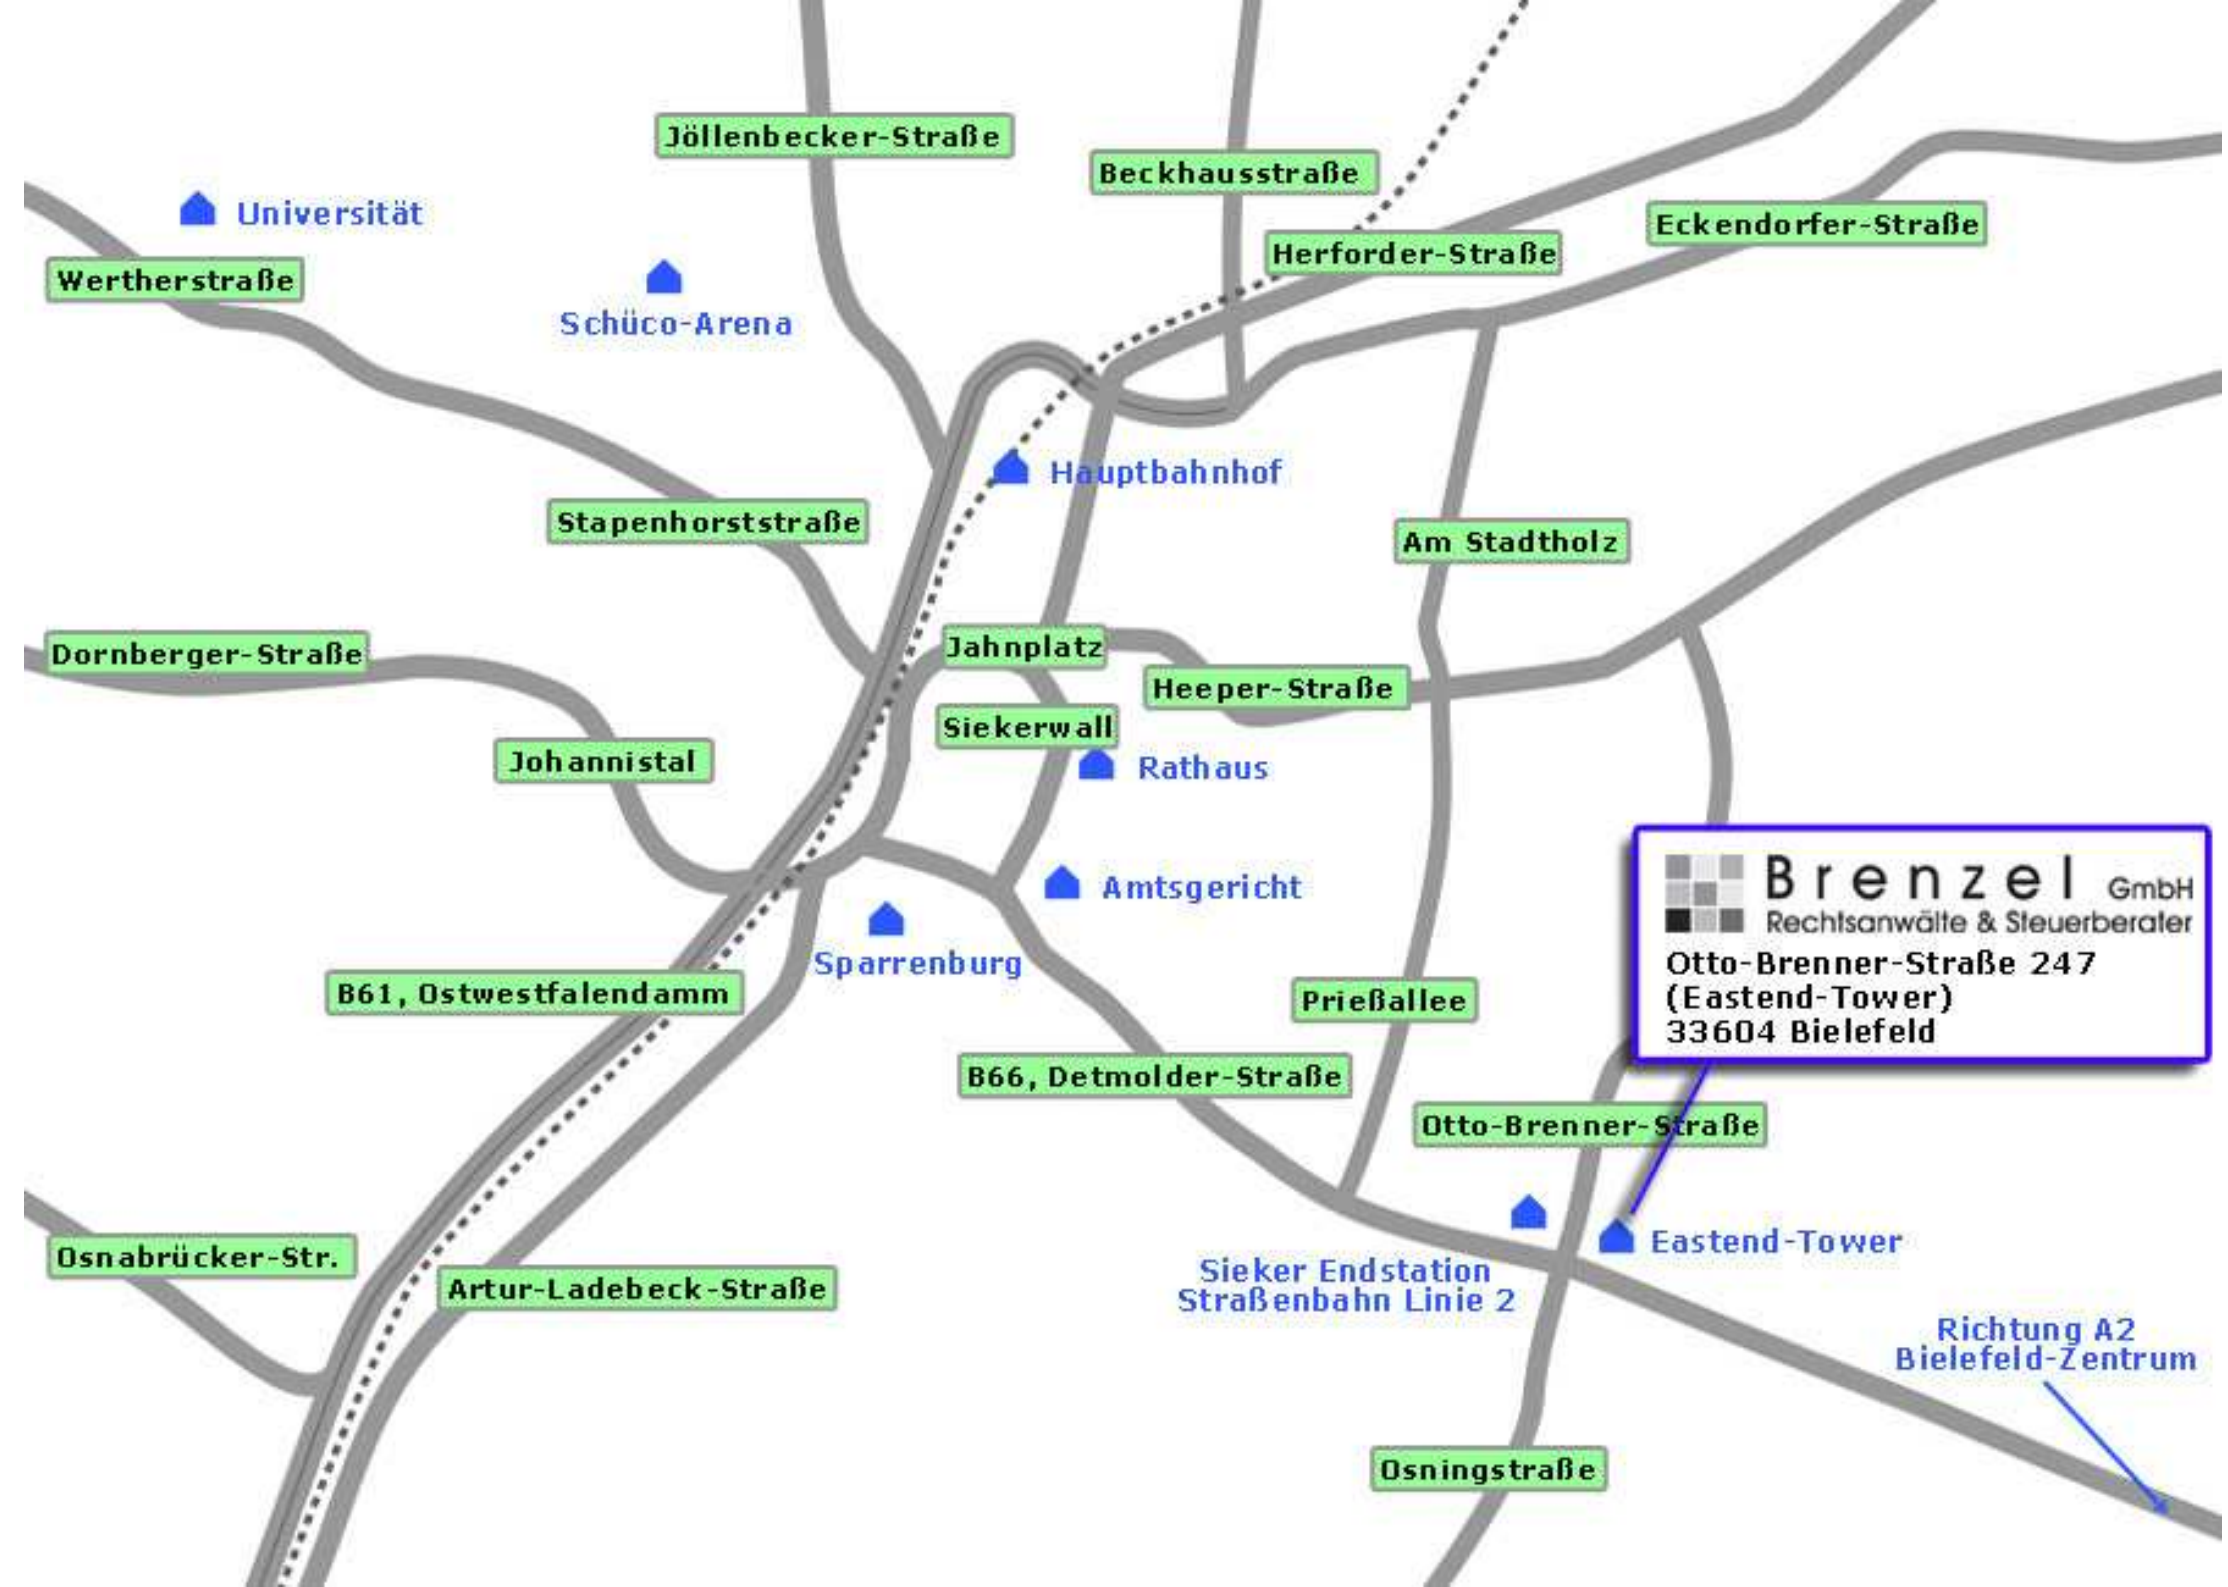 Jöllenbecker-Straße
Beckhausstraße
Universität
Herforder-Straße
Eckendorfer-Straße
Wertherstraße
Schüco-Arena
Hauptbahnhof
Stapenhorststraße
Am Stadtholz
Dornberger-Straße
Jahnplatz
Heeper-Straße
Siekerwall
Johannistal
Rathaus
Brenzel GmbH
Rechtsanwälte & Steuerberater
Otto-Brenner-Straße 247
(Eastend-Tower)
33604 Bielefeld
Amtsgericht
Sparrenburg
B61, Ostwestfalendamm
Prießallee
B66, Detmolder-Straße
Otto-Brenner-Straße
Eastend-Tower
Osnabrücker-Str.
Artur-Ladebeck-Straße
Sieker Endstation
Straßenbahn Linie 2
Richtung A2
Bielefeld-Zentrum
Osningstraße